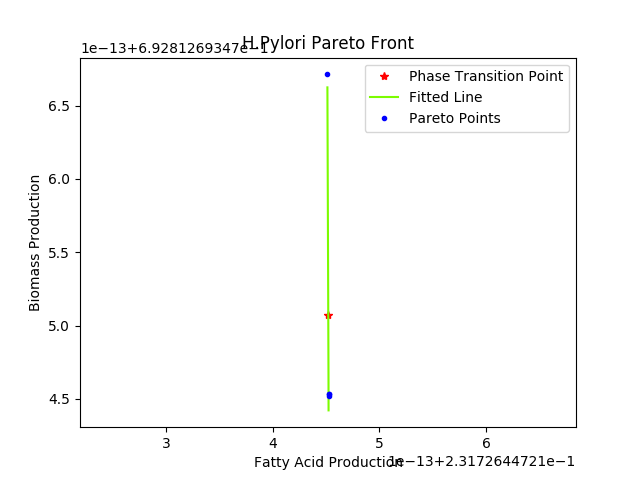 H.Pylori Pareto Front
1e−13+6.9281269347e−1
Phase Transition Point
Fitted Line
Pareto Points
6.5
6.0
5.5
5.0
4.5
Biomass Production
3
4
5
6
Fatty Acid Production
1e−13+2.3172644721e−1